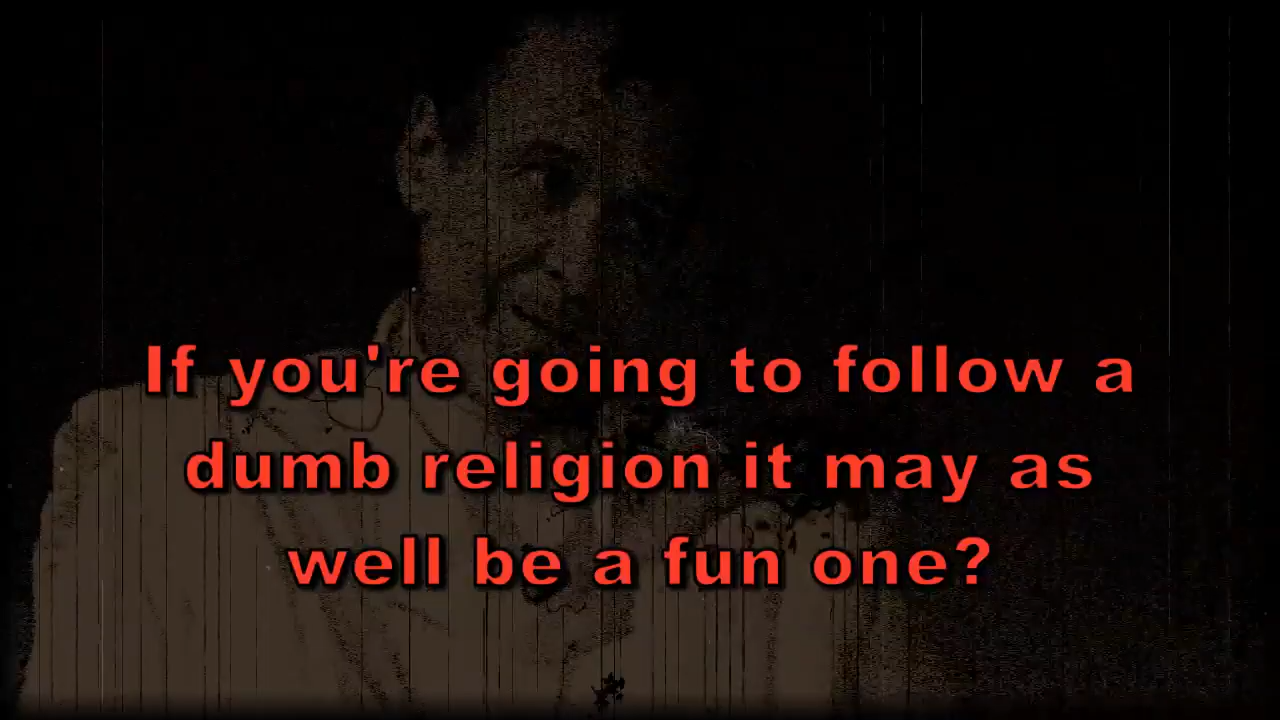 If you're going to follow a
dumb religion it may as
well be a fun one?